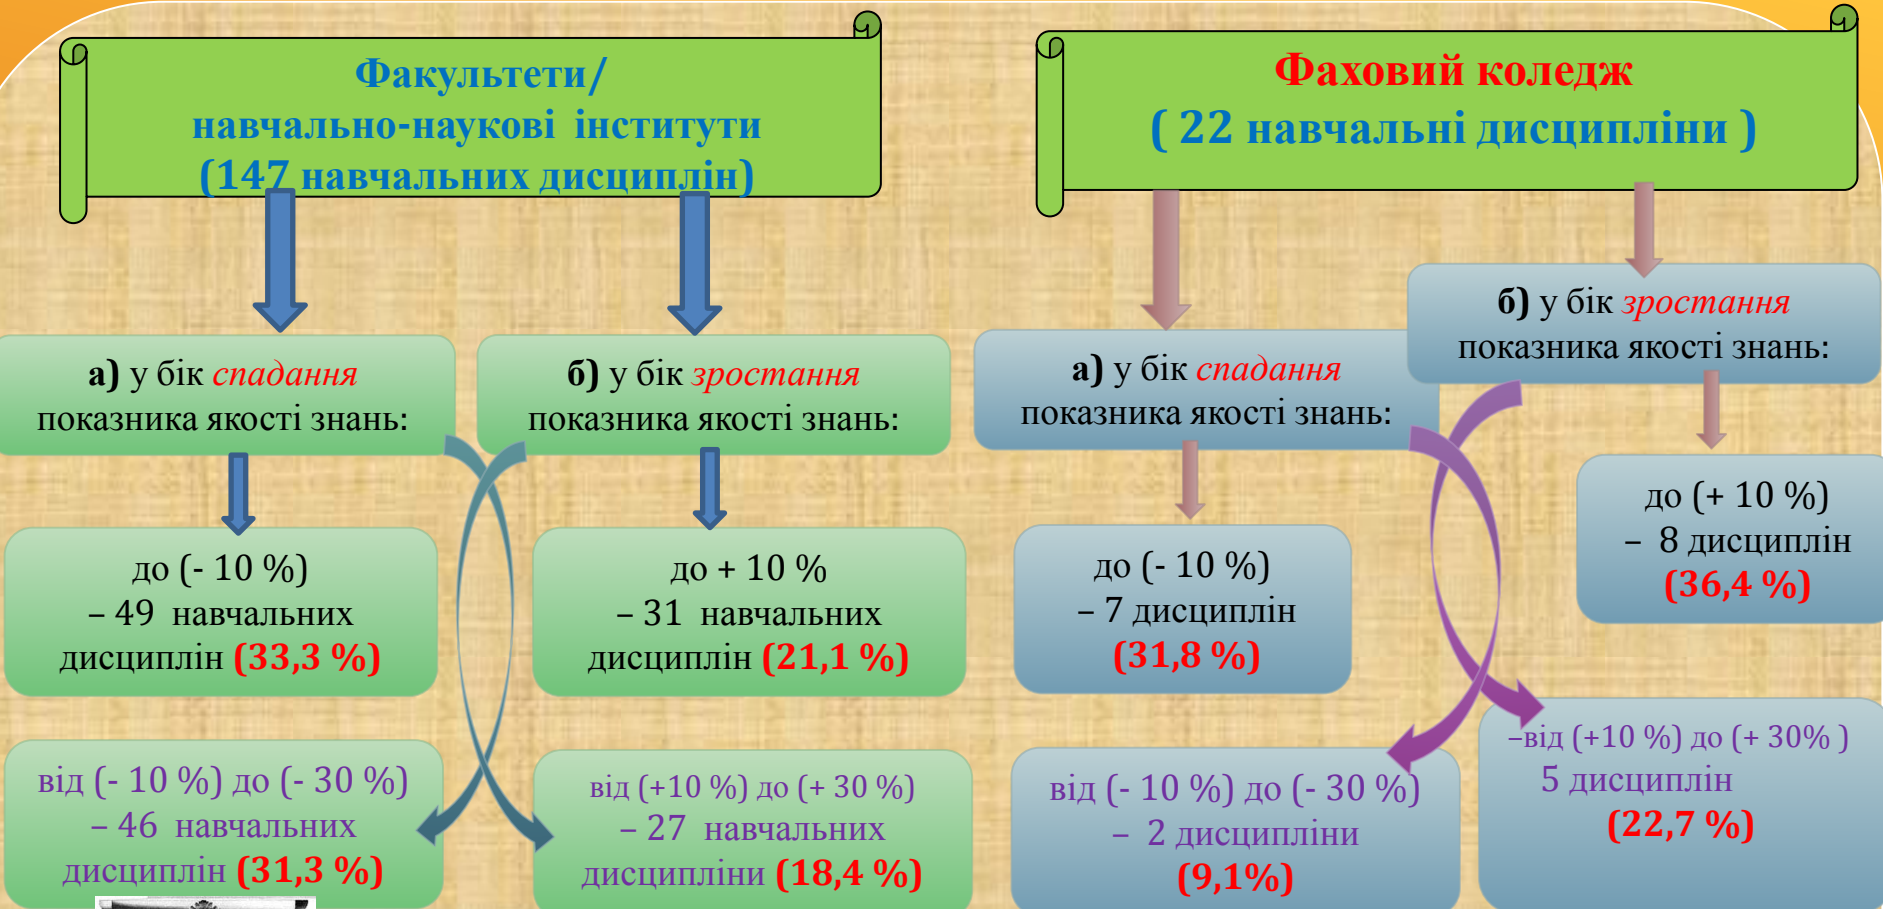 Факультети/
навчально-наукові інститути
(147 навчальних дисциплін)
а) у бік спадання
показника якості знань:
б) у бік зростання
показника якості знань:
до (- 10 %)
– 49 навчальних
дисциплін (33,3 %)
до + 10 %
– 31 навчальних
дисциплін (21,1 %)
від (- 10 %) до (- 30 %)
– 46 навчальних
дисциплін (31,3 %)
від (+10 %) до (+ 30 %)
– 27 навчальних
дисципліни (18,4 %)
Фаховий коледж
( 22 навчальні дисципліни )
а) у бік спадання
показника якості знань:
б) у бік зростання
показника якості знань:
до (- 10 %)
– 7 дисциплін
(31,8 %)
до (+ 10 %)
– 8 дисциплін
(36,4 %)
від (- 10 %) до (- 30 %)
– 2 дисципліни
(9,1%)
–від (+10 %) до (+ 30% )
5 дисциплін
(22,7 %)